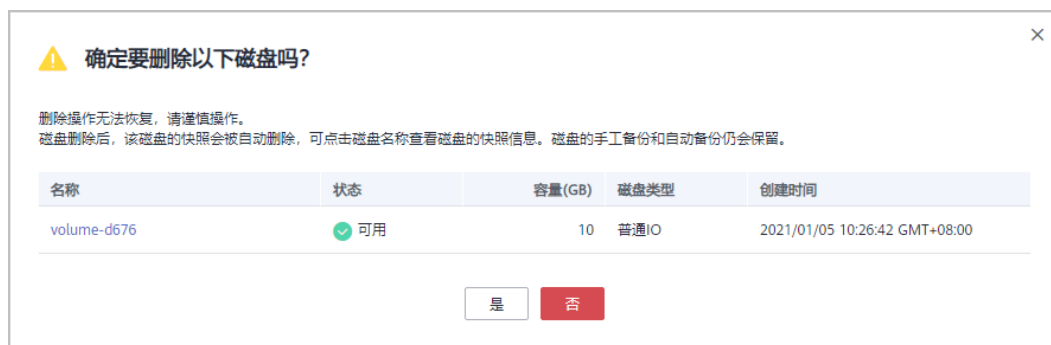 确定要删除以下磁盘吗?
删除操作无法恢复，请谨慎操作。
磁盘删除后，该磁盘的快照会被自动删除，可点击磁盘名称查看磁盘的快照信息。磁盘的手工备份和自动备份仍会保留。
名称 状态 容量(GB) 磁盘类型 创建时间
volume-d676 可用 10 普通IO 2021/01/05 10:26:42 GMT+08:00
是 否